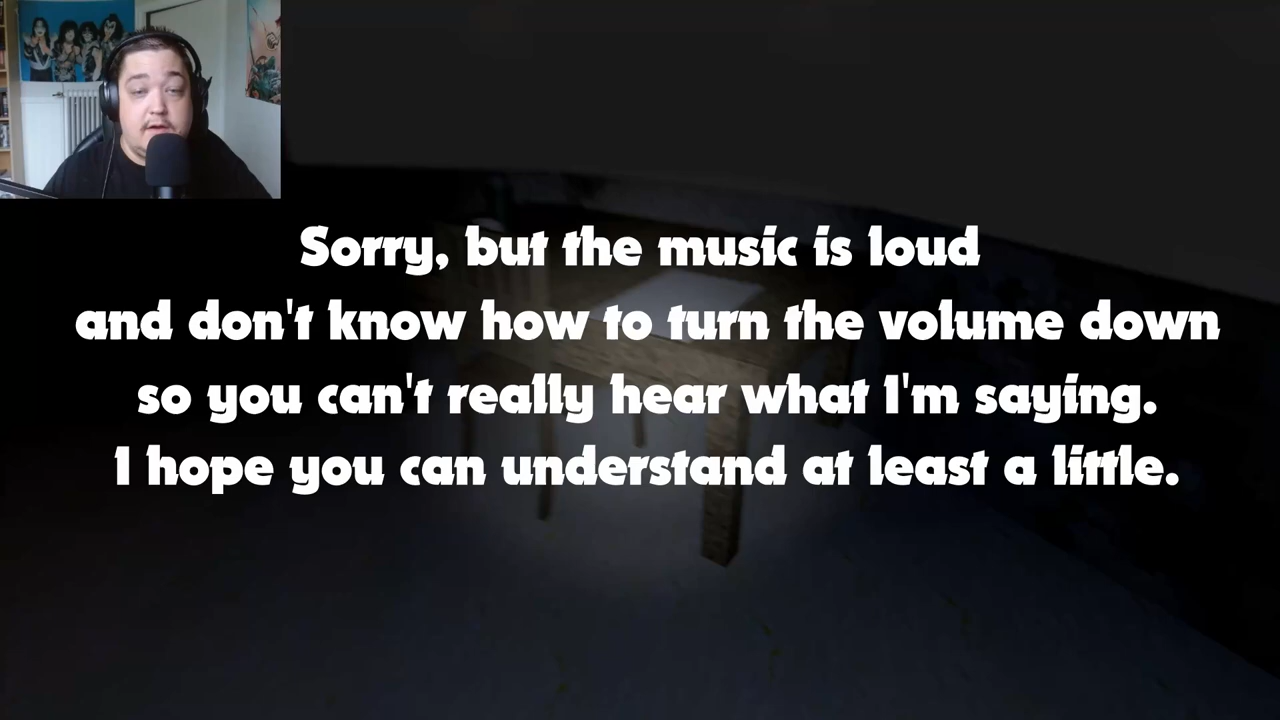 Sorry, but the music is loud
and don't know how to turn the volume down
so you can't really hear what I'm saying.
I hope you can understand at least a little.